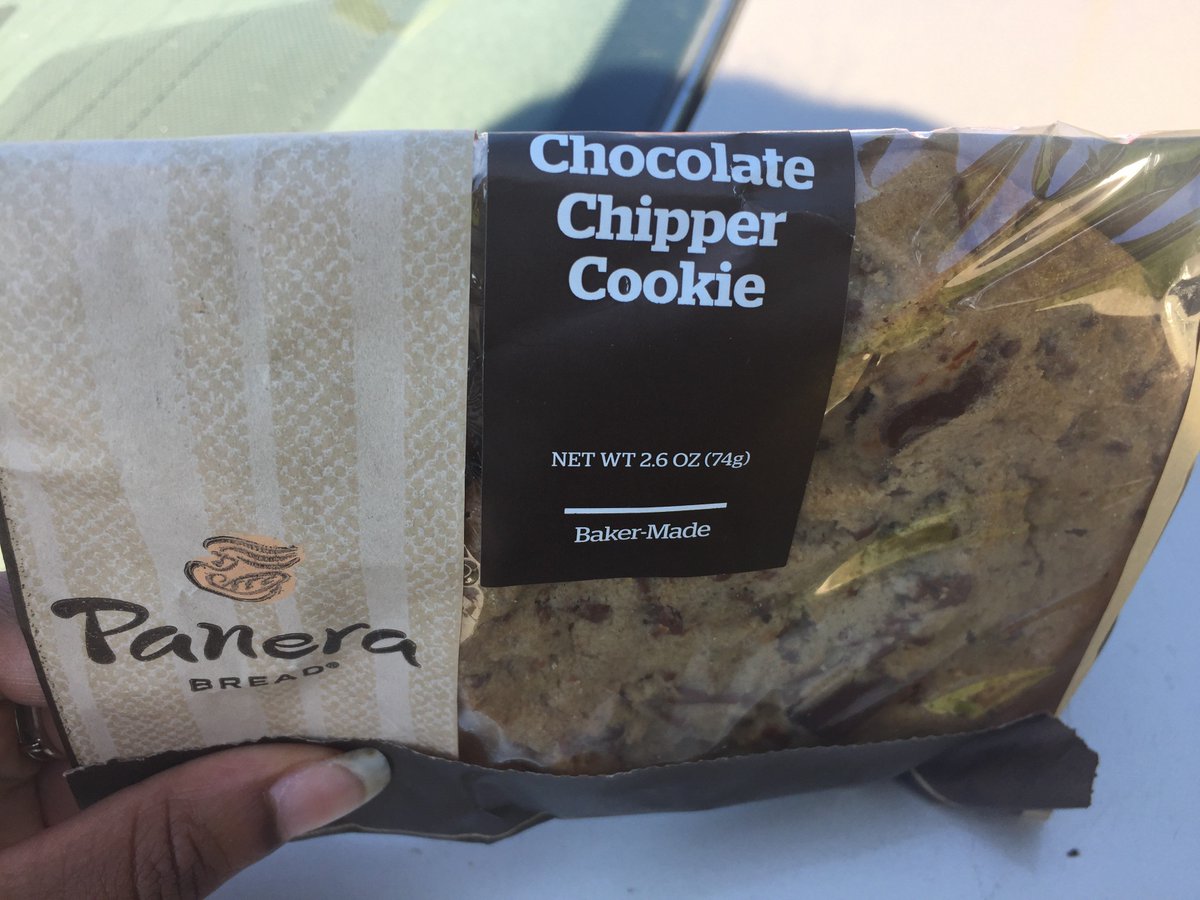 Chocolate
Chipper
Cookie
NET WT 2.6 OZ (74g)
Baker-Made
Panera
BREAD®